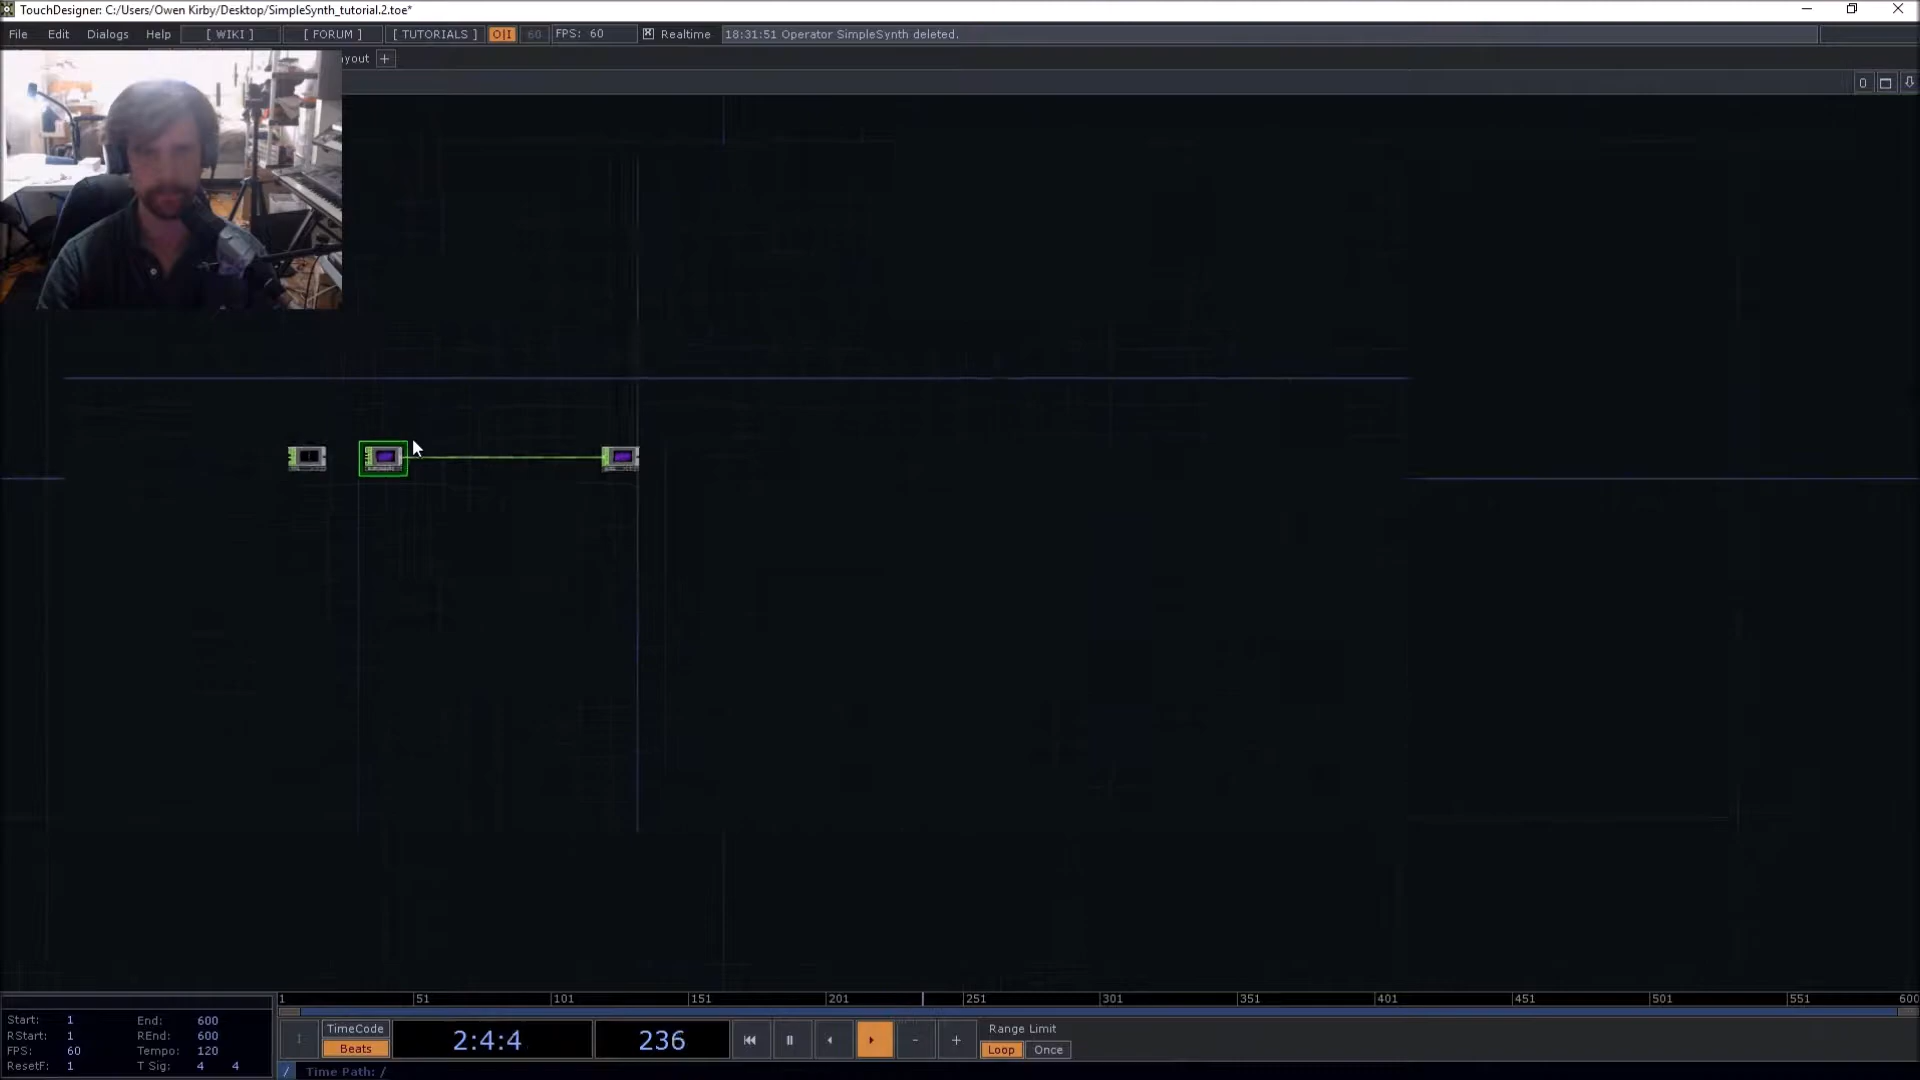 TouchDesigner: C:/Users/Owen Kirby/Desktop/SimpleSynth_tutorial.2.toe*
File Edit Dialogs Help [ WIKI ] [ FORUM ] [ TUTORIALS ] O|I 60 FPS: 60 Realtime 18:31:51 Operator SimpleSynth deleted.
yout +
0
1 51 101 151 201 251 301 351 401 451 501 551 600
Start: 1 End: 600
RStart: 1 REnd: 600
FPS: 60 Tempo: 120
ResetF: 1 T Sig: 4 4
TimeCode
Beats
2:4:4
236
- +
Range Limit
Loop Once
/ Time Path: /